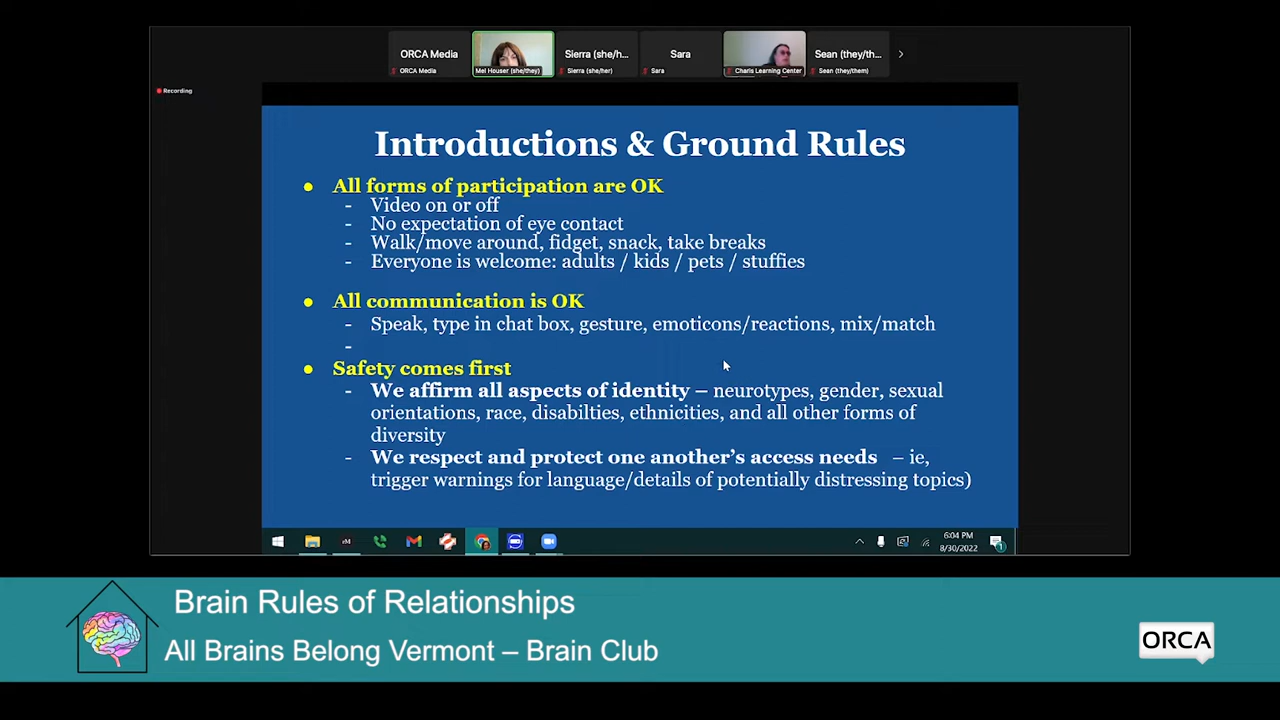 ORCA Media
Sierra (she/h...
Sara
Sean (they/th...
ORCA Media
Mel Houser (she/they)
Sierra (she/her)
Sara
Charis Learning Center
Sean (they/them)
Recording
Introductions & Ground Rules
● All forms of participation are OK
- Video on or off
- No expectation of eye contact
- Walk/move around, fidget, snack, take breaks
- Everyone is welcome: adults / kids / pets / stuffies
● All communication is OK
- Speak, type in chat box, gesture, emoticons/reactions, mix/match
-
● Safety comes first
- We affirm all aspects of identity – neurotypes, gender, sexual
orientations, race, disabilties, ethnicities, and all other forms of
diversity
- We respect and protect one another's access needs – ie,
trigger warnings for language/details of potentially distressing topics)
6:04 PM
8/30/2022
Brain Rules of Relationships
All Brains Belong Vermont – Brain Club
ORCA